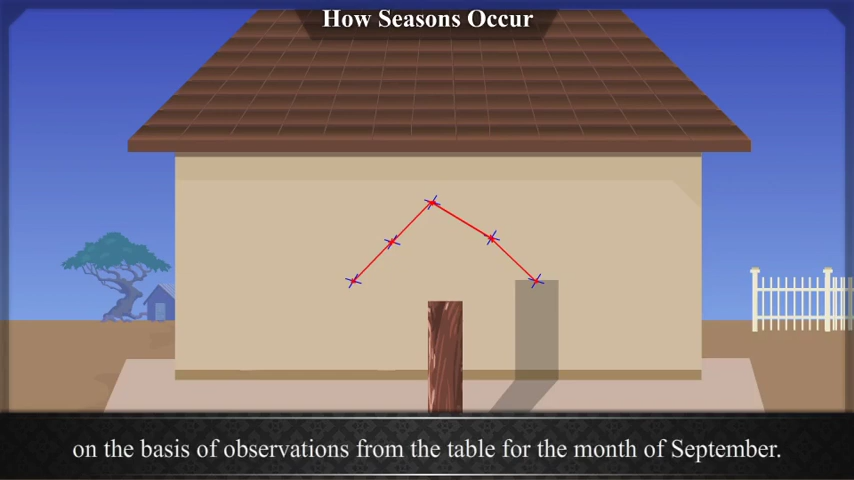 How Seasons Occur
on the basis of observations from the table for the month of September.